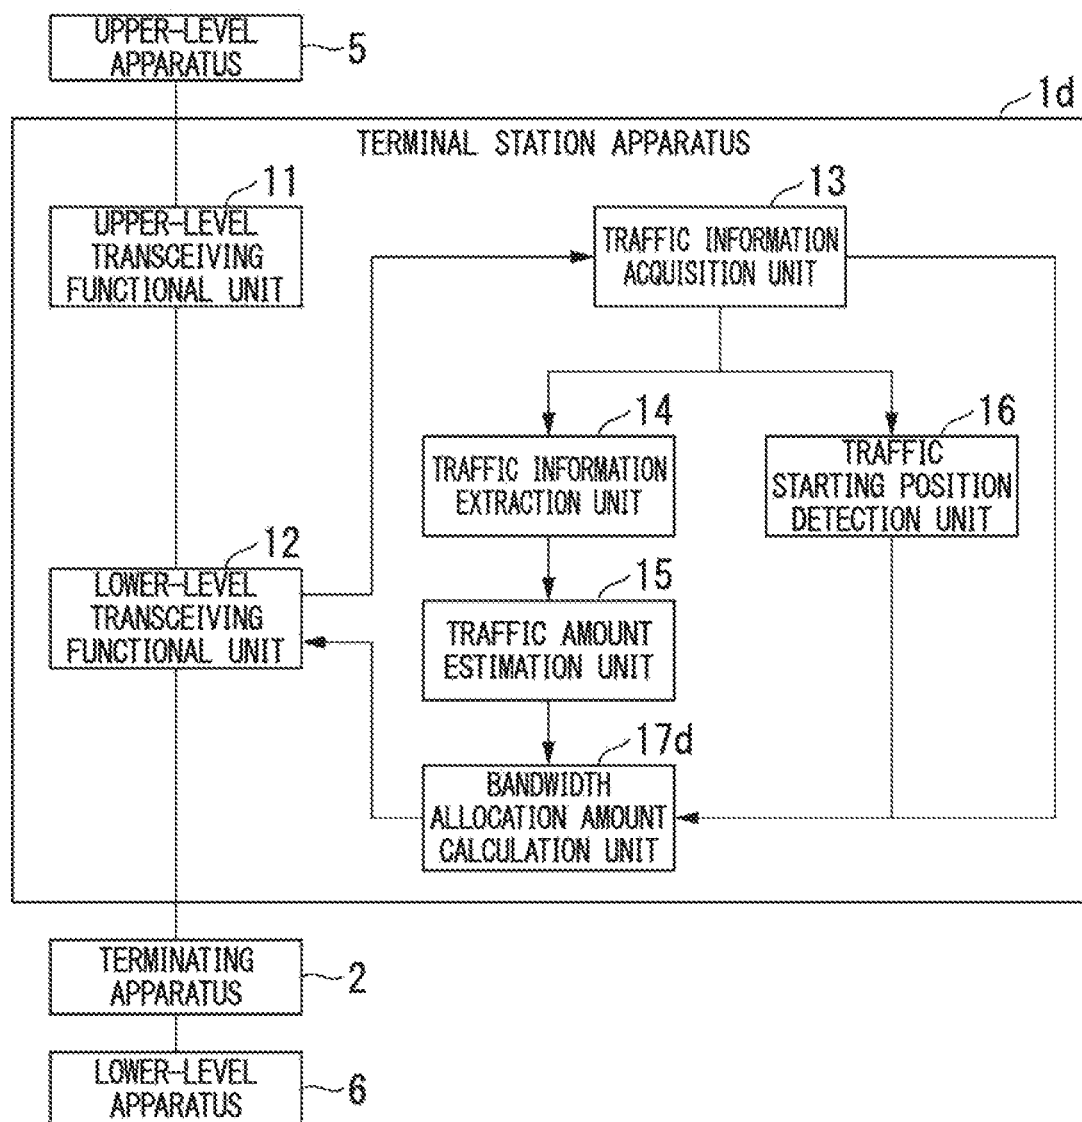 UPPER-LEVEL
APPARATUS
5
1d
TERMINAL STATION APPARATUS
11
UPPER-LEVEL
TRANSCEIVING
FUNCTIONAL UNIT
13
TRAFFIC INFORMATION
ACQUISITION UNIT
14
TRAFFIC INFORMATION
EXTRACTION UNIT
16
TRAFFIC
STARTING POSITION
DETECTION UNIT
12
LOWER-LEVEL
TRANSCEIVING
FUNCTIONAL UNIT
15
TRAFFIC AMOUNT
ESTIMATION UNIT
17d
BANDWIDTH
ALLOCATION AMOUNT
CALCULATION UNIT
TERMINATING
APPARATUS
2
LOWER-LEVEL
APPARATUS
6